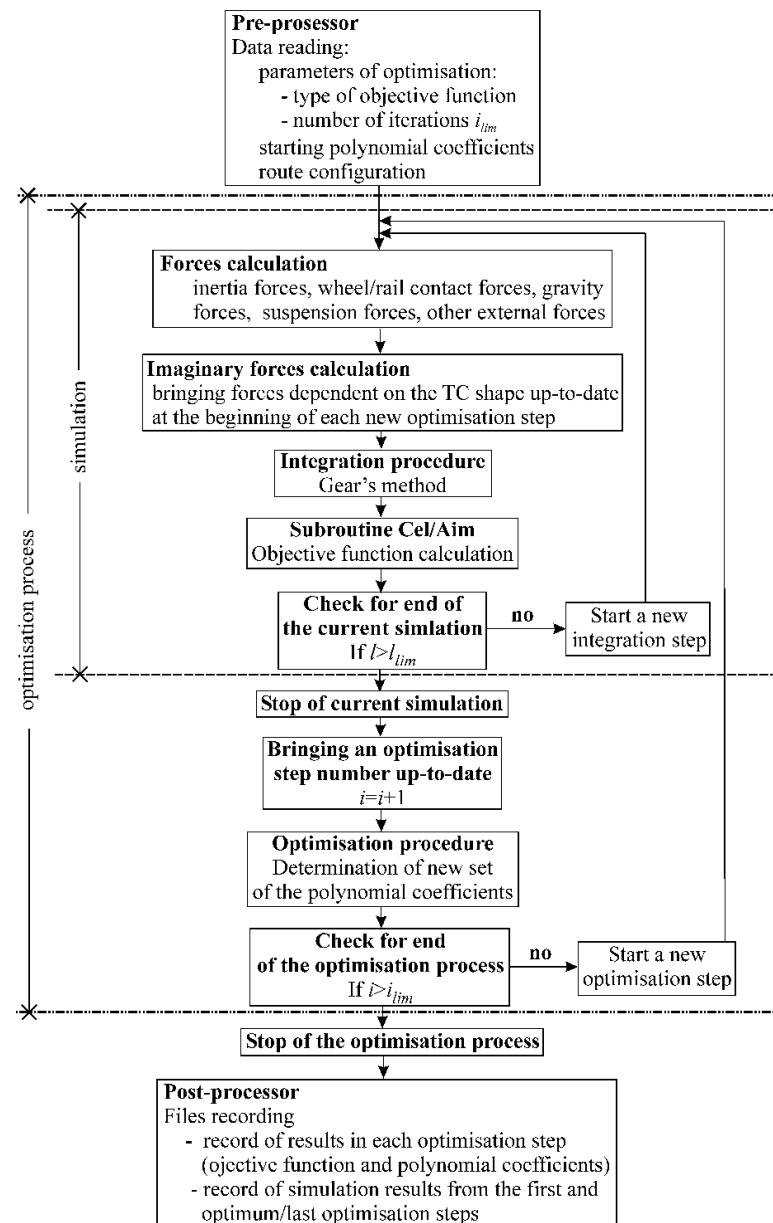 Pre-prosessor
Data reading:
parameters of optimisation:
- type of objective function
- number of iterations i_lim
starting polynomial coefficients
route configuration
Forces calculation
inertia forces, wheel/rail contact forces, gravity
forces, suspension forces, other external forces
Imaginary forces calculation
bringing forces dependent on the TC shape up-to-date
at the beginning of each new optimisation step
Integration procedure
Gear's method
Subroutine Cel/Aim
Objective function calculation
Check for end of
the current simlation
If l>l_lim
no
Start a new
integration step
Stop of current simulation
Bringing an optimisation
step number up-to-date
i=i+1
Optimisation procedure
Determination of new set
of the polynomial coefficients
Check for end
of the optimisation process
If i>i_lim
no
Start a new
optimisation step
Stop of the optimisation process
Post-processor
Files recording
- record of results in each optimisation step
(ojective function and polynomial coefficients)
- record of simulation results from the first and
optimum/last optimisation steps
simulation
optimisation process